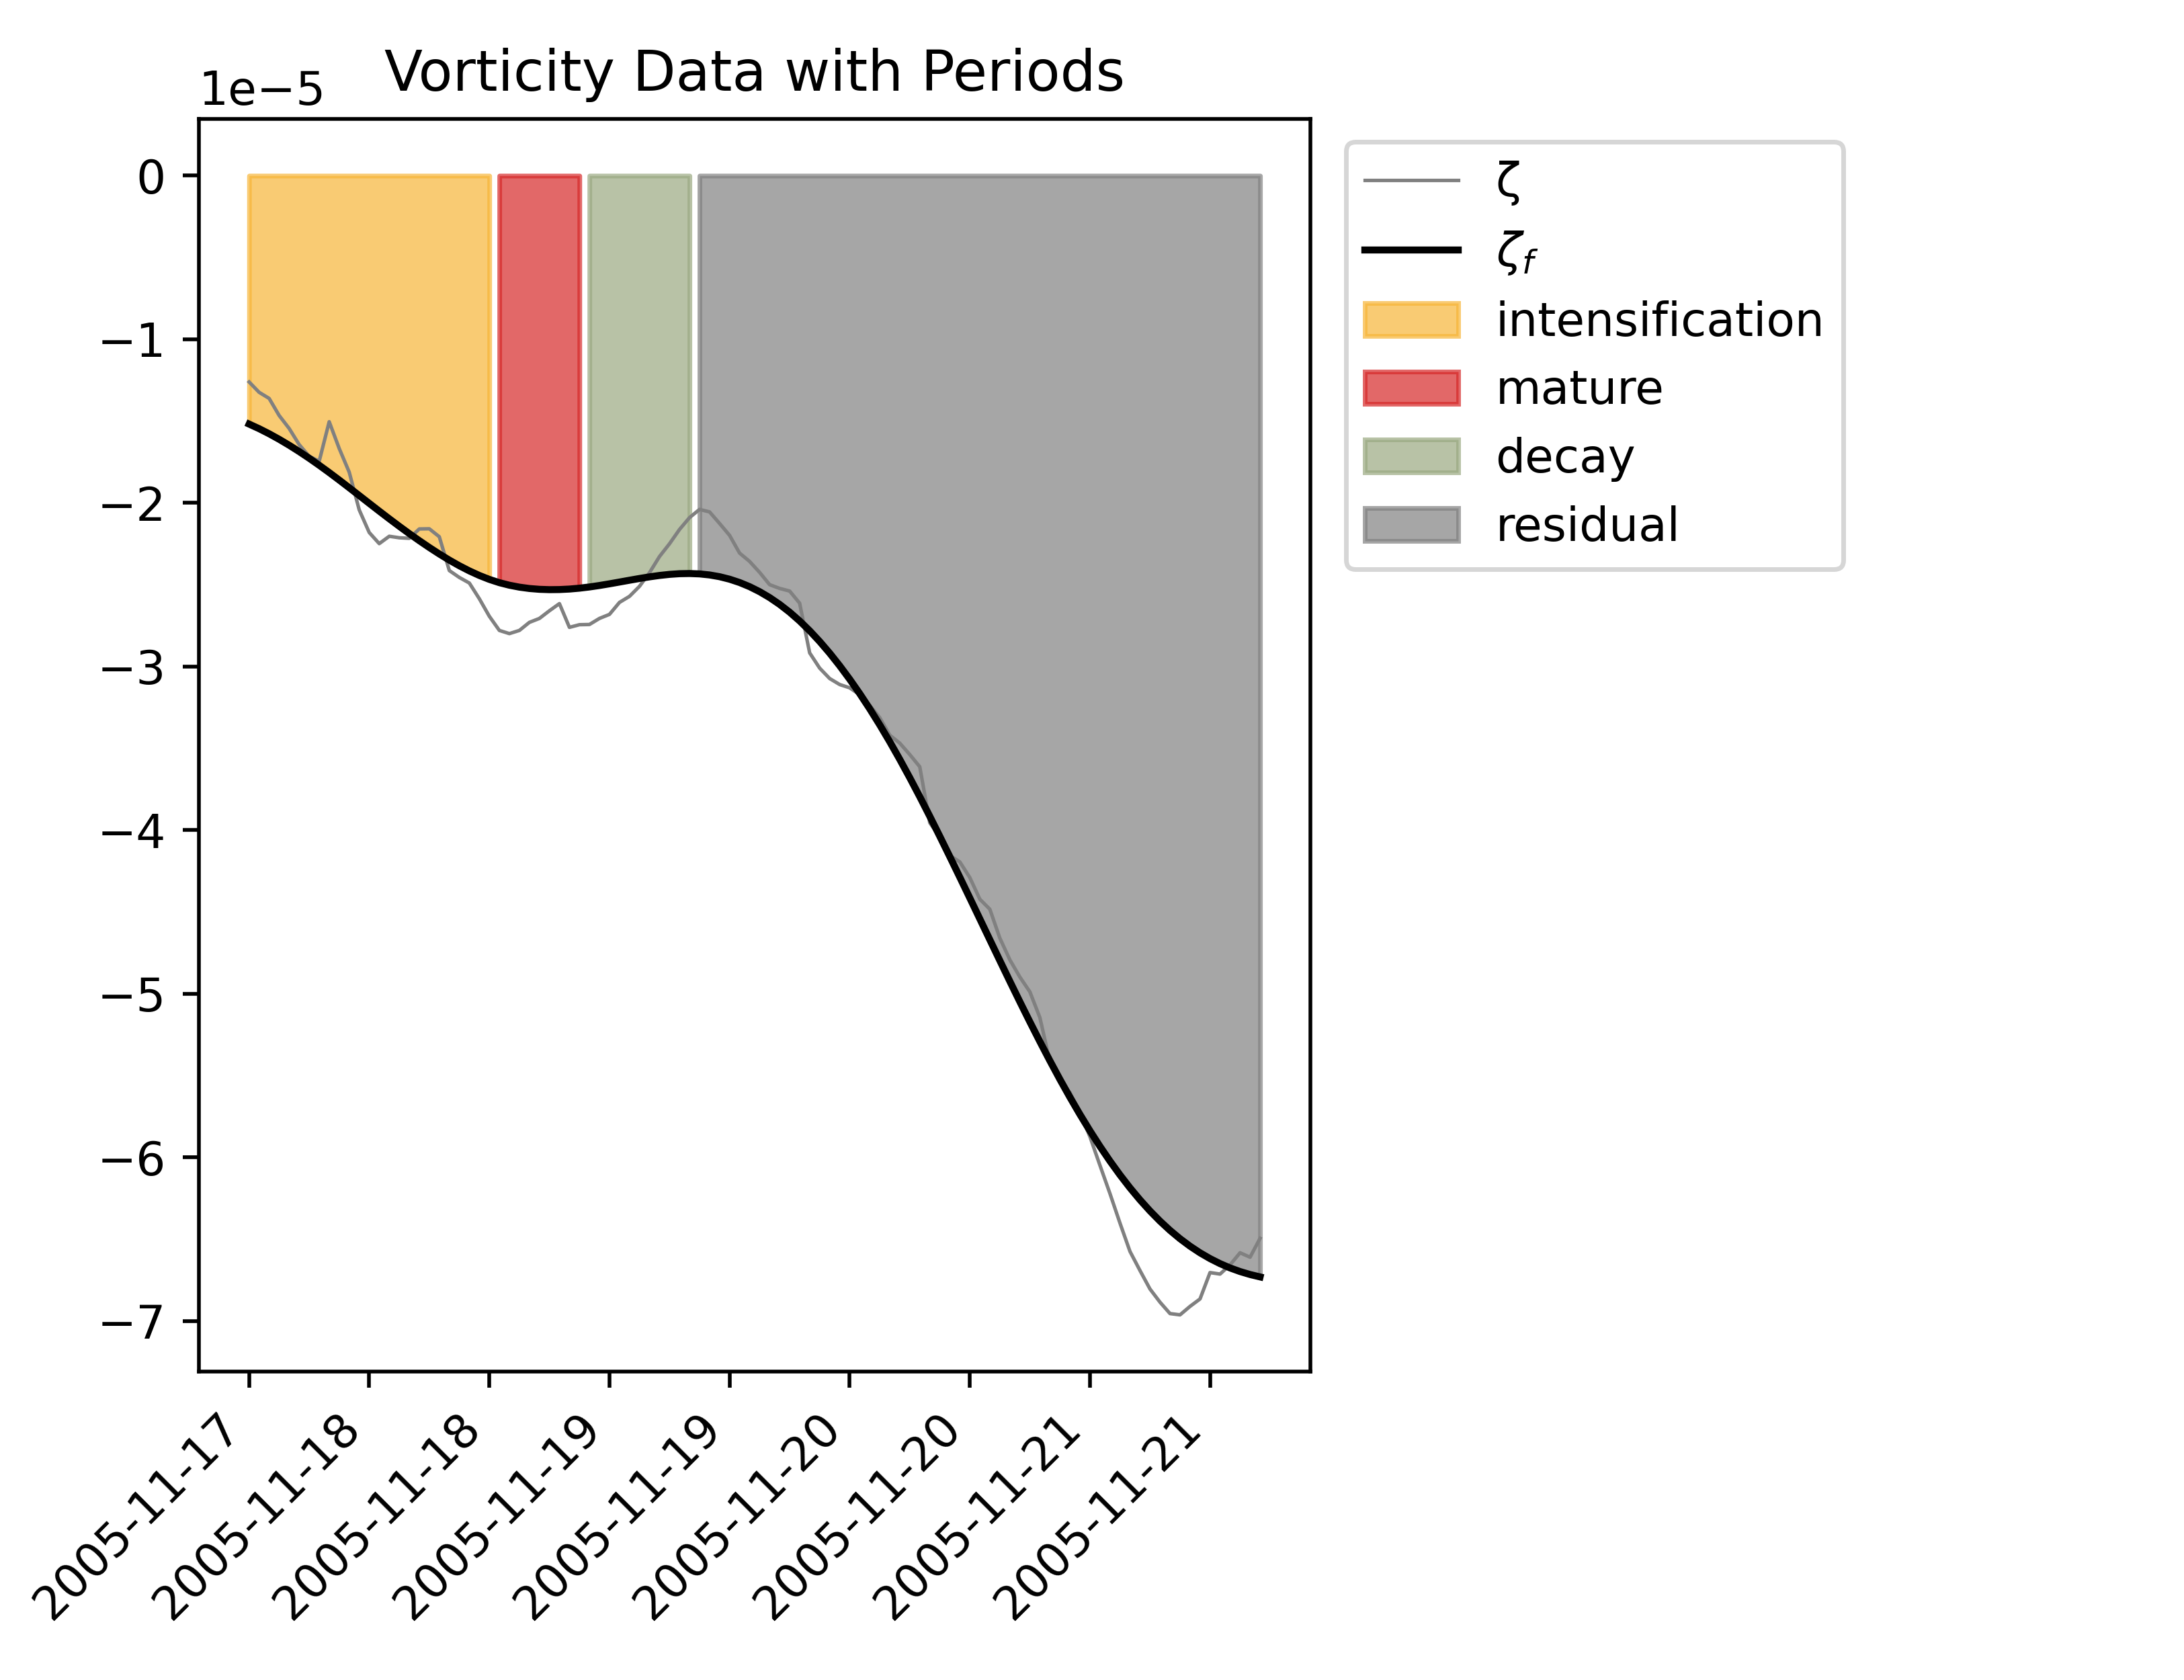 Vorticity Data with Periods
1e−5
0
−1
−2
−3
−4
−5
−6
−7
2005-11-17
2005-11-18
2005-11-18
2005-11-19
2005-11-19
2005-11-20
2005-11-20
2005-11-21
2005-11-21
ζ
ζf
intensification
mature
decay
residual